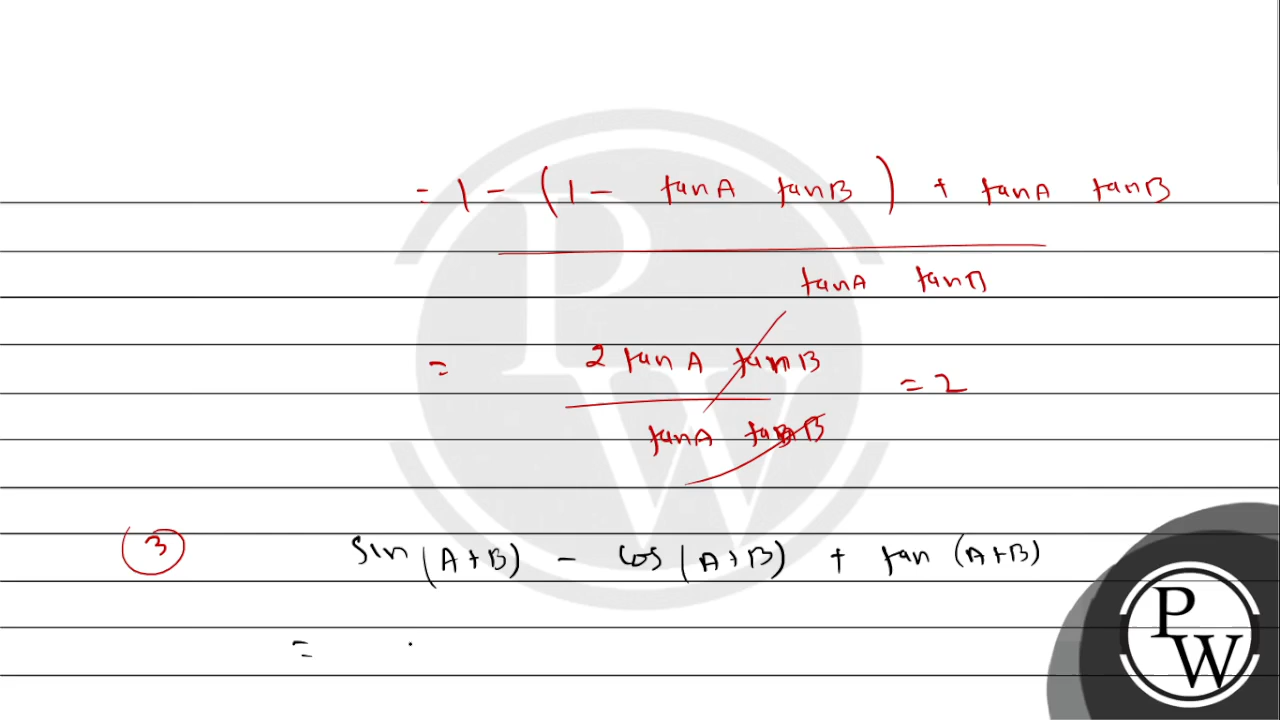 = 1 - (1 - tanA tanB) + tanA tanB
tanA tanB
= 2 tanA tanB
tanA tanB
= 2
3 sin (A+B) - cos (A+B) + tan (A+B)
=
P
W
P
W